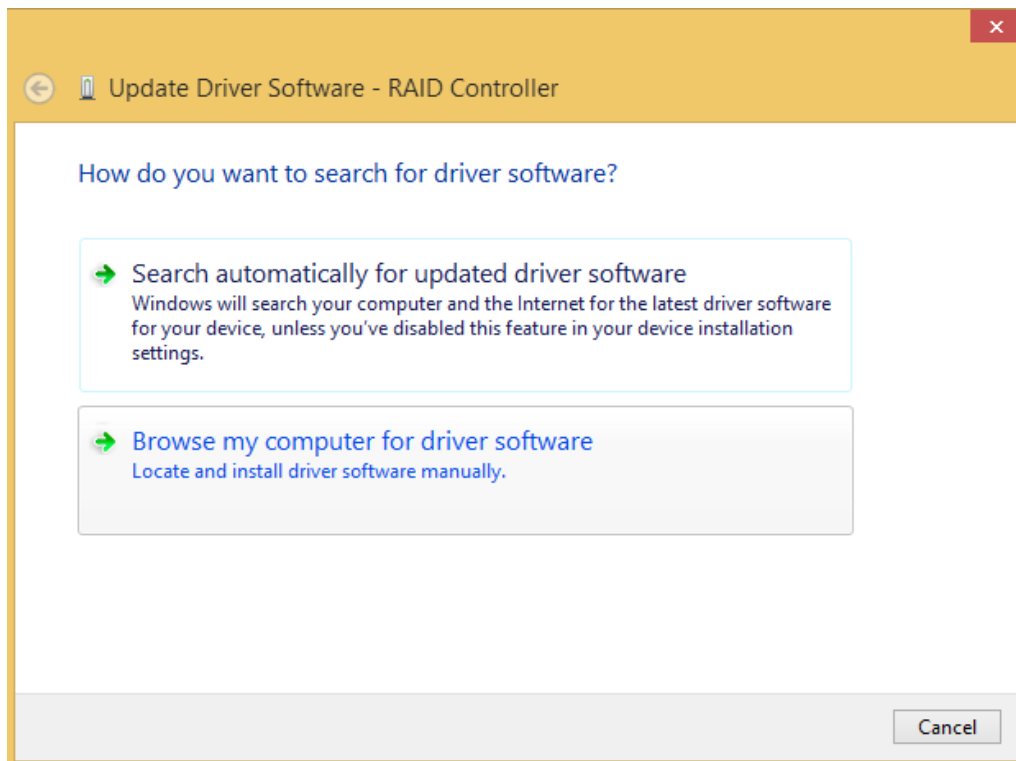 Update Driver Software - RAID Controller
How do you want to search for driver software?
Search automatically for updated driver software
Windows will search your computer and the Internet for the latest driver software
for your device, unless you've disabled this feature in your device installation
settings.
Browse my computer for driver software
Locate and install driver software manually.
Cancel